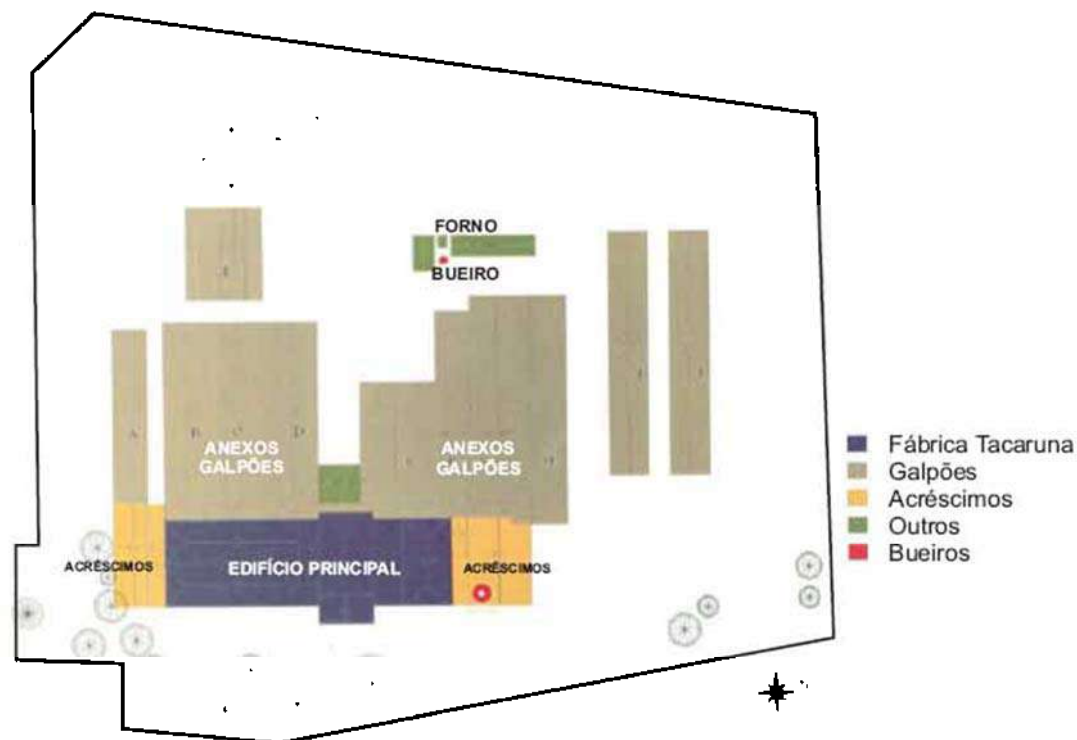 FORNO
BUEIRO
A
B
C
D
ANEXOS
GALPÕES
ANEXOS
GALPÕES
ACRÉSCIMOS
EDIFÍCIO PRINCIPAL
ACRÉSCIMOS
Fábrica Tacaruna
Galpões
Acréscimos
Outros
Bueiros